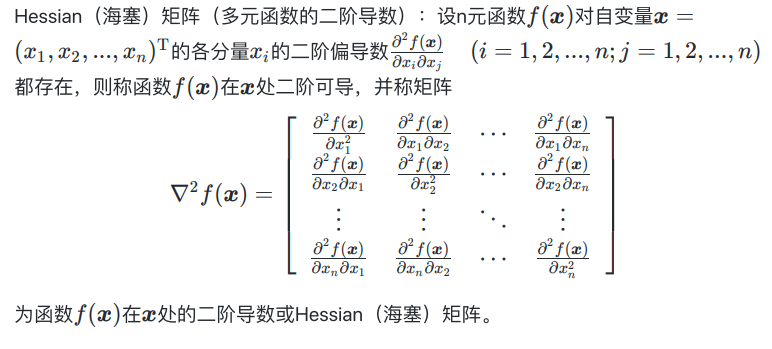 Hessian（海塞）矩阵（多元函数的二阶导数）：设n元函数$f(\boldsymbol{x})$对自变量$\boldsymbol{x}=$
$(x_1,x_2,...,x_n)^{\mathrm{T}}$的各分量$x_i$的二阶偏导数$\frac{\partial^2 f(\boldsymbol{x})}{\partial x_i \partial x_j}$ $(i=1,2,...,n;j=1,2,...,n)$
都存在，则称函数$f(\boldsymbol{x})$在$\boldsymbol{x}$处二阶可导，并称矩阵
$\nabla^2 f(\boldsymbol{x})=\begin{bmatrix}\frac{\partial^2 f(\boldsymbol{x})}{\partial x_1^2} & \frac{\partial^2 f(\boldsymbol{x})}{\partial x_1 \partial x_2} & \cdots & \frac{\partial^2 f(\boldsymbol{x})}{\partial x_1 \partial x_n} \\ \frac{\partial^2 f(\boldsymbol{x})}{\partial x_2 \partial x_1} & \frac{\partial^2 f(\boldsymbol{x})}{\partial x_2^2} & \cdots & \frac{\partial^2 f(\boldsymbol{x})}{\partial x_2 \partial x_n} \\ \vdots & \vdots & \ddots & \vdots \\ \frac{\partial^2 f(\boldsymbol{x})}{\partial x_n \partial x_1} & \frac{\partial^2 f(\boldsymbol{x})}{\partial x_n \partial x_2} & \cdots & \frac{\partial^2 f(\boldsymbol{x})}{\partial x_n^2}\end{bmatrix}$
为函数$f(\boldsymbol{x})$在$\boldsymbol{x}$处的二阶导数或Hessian（海塞）矩阵。